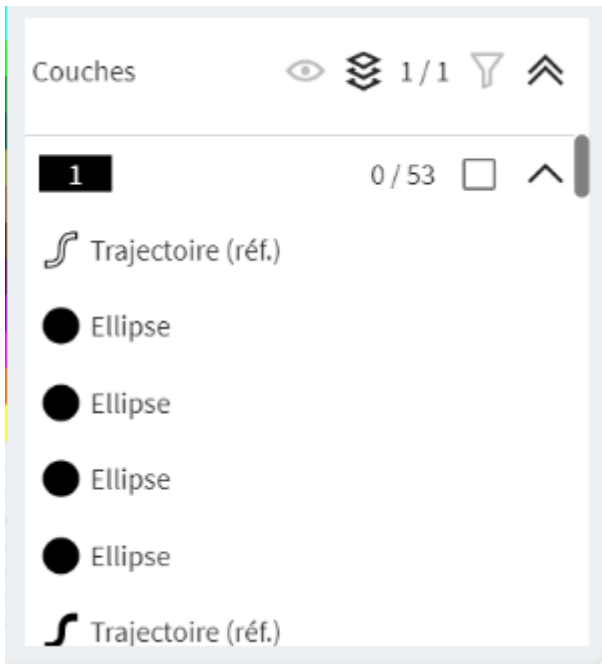 Couches 1 / 1
1 0 / 53
Trajectoire (réf.)
Ellipse
Ellipse
Ellipse
Ellipse
Trajectoire (réf.)